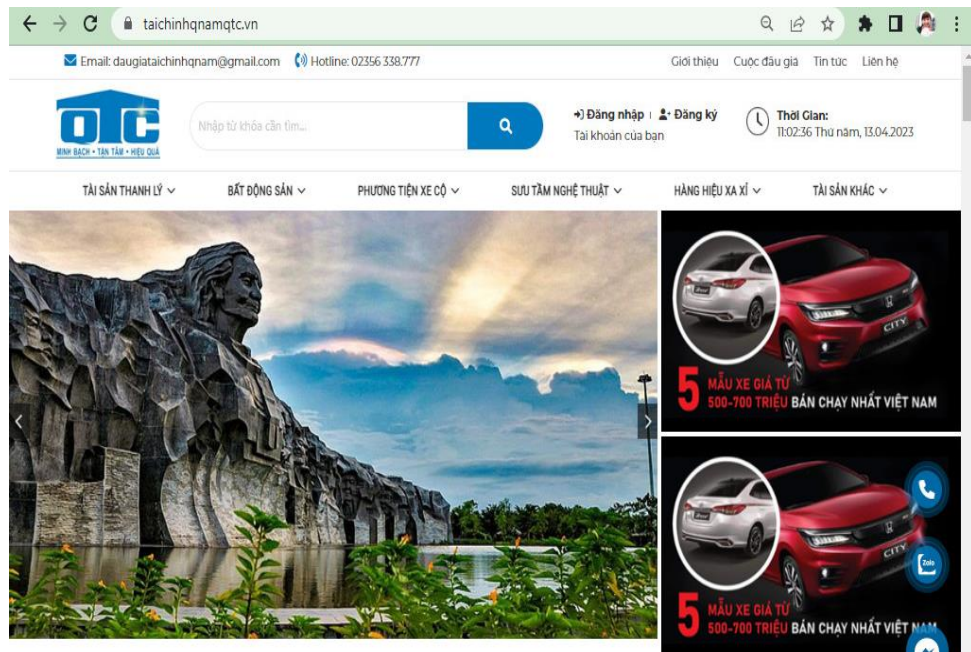 taichinhqnamqtc.vn
Email: daugiataichinhqnam@gmail.com Hotline: 02356 338.777 Giới thiệu Cuộc đấu giá Tin tức Liên hệ
QTC
MINH BẠCH • TẬN TÂM • HIỆU QUẢ
Nhập từ khóa cần tìm...
Đăng nhập Đăng ký
Tài khoản của bạn
Thời Gian:
11:02:36 Thứ năm, 13.04.2023
TÀI SẢN THANH LÝ BẤT ĐỘNG SẢN PHƯƠNG TIỆN XE CỘ SƯU TẦM NGHỆ THUẬT HÀNG HIỆU XA XỈ TÀI SẢN KHÁC
CITY
5 MẪU XE GIÁ TỪ
500-700 TRIỆU BÁN CHẠY NHẤT VIỆT NAM
CITY
Zalo
5 MẪU XE GIÁ TỪ
500-700 TRIỆU BÁN CHẠY NHẤT VIỆT NAM